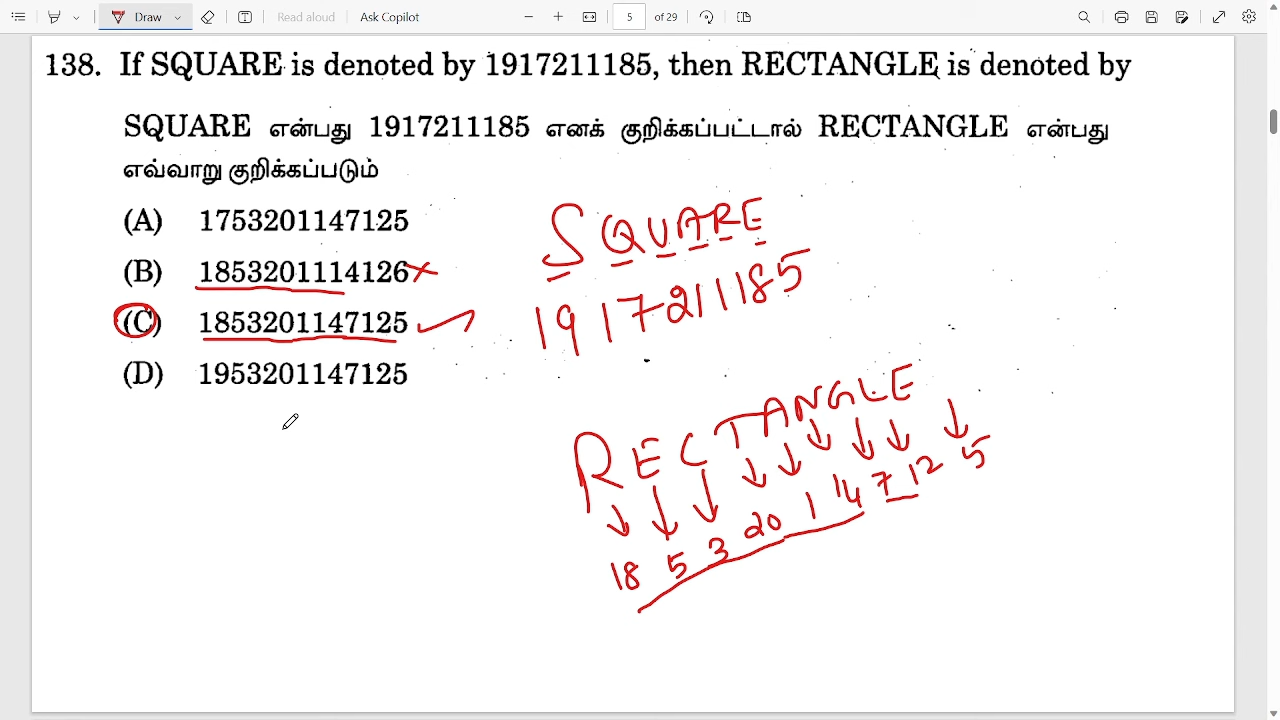 Draw
Read aloud
Ask Copilot
5
of 29
138. If SQUARE is denoted by 1917211185, then RECTANGLE is denoted by
SQUARE என்பது 1917211185 எனக் குறிக்கப்பட்டால் RECTANGLE என்பது
எவ்வாறு குறிக்கப்படும்
(A) 1753201147125
(B) 1853201114126
(C) 1853201147125
(D) 1953201147125
SQUARE
1917211185
RECTANGLE
18 5 3 20 1 14 7 12 5